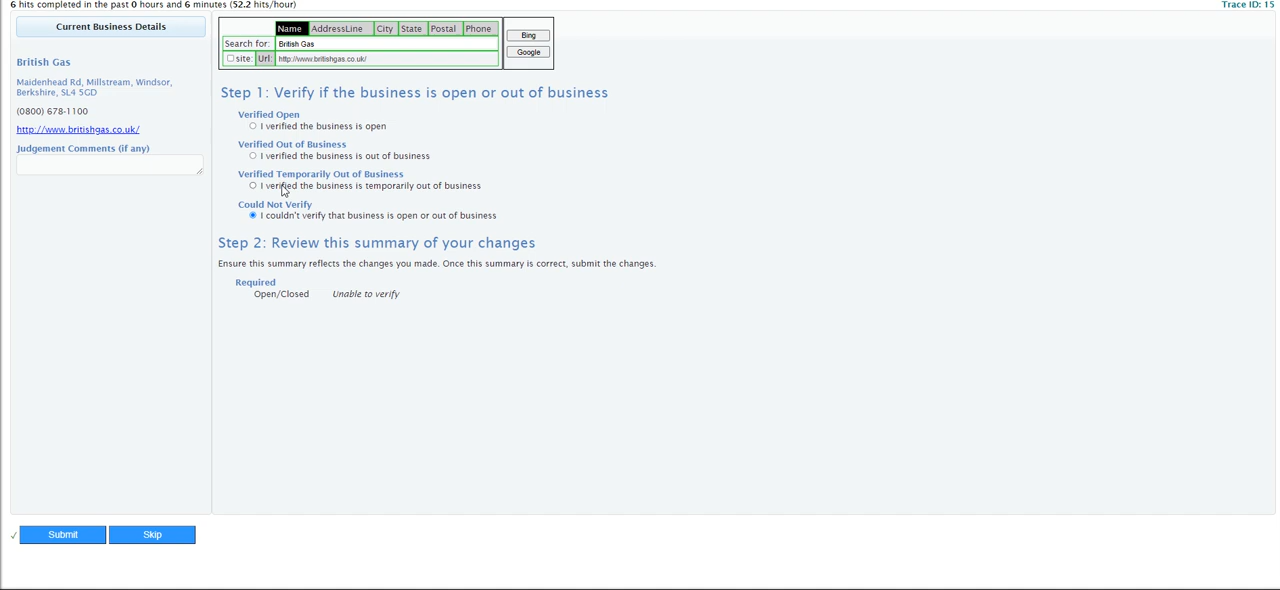 6 hits completed in the past 0 hours and 6 minutes (52.2 hits/hour)
Trace ID: 15
Current Business Details
British Gas
Maidenhead Rd, Millstream, Windsor,
Berkshire, SL4 5GD
(0800) 678-1100
http://www.britishgas.co.uk/
Judgement Comments (if any)
Name AddressLine City State Postal Phone
Search for: British Gas
site: Url: http://www.britishgas.co.uk/
Bing
Google
Step 1: Verify if the business is open or out of business
Verified Open
I verified the business is open
Verified Out of Business
I verified the business is out of business
Verified Temporarily Out of Business
I verified the business is temporarily out of business
Could Not Verify
I couldn't verify that business is open or out of business
Step 2: Review this summary of your changes
Ensure this summary reflects the changes you made. Once this summary is correct, submit the changes.
Required
Open/Closed Unable to verify
Submit Skip